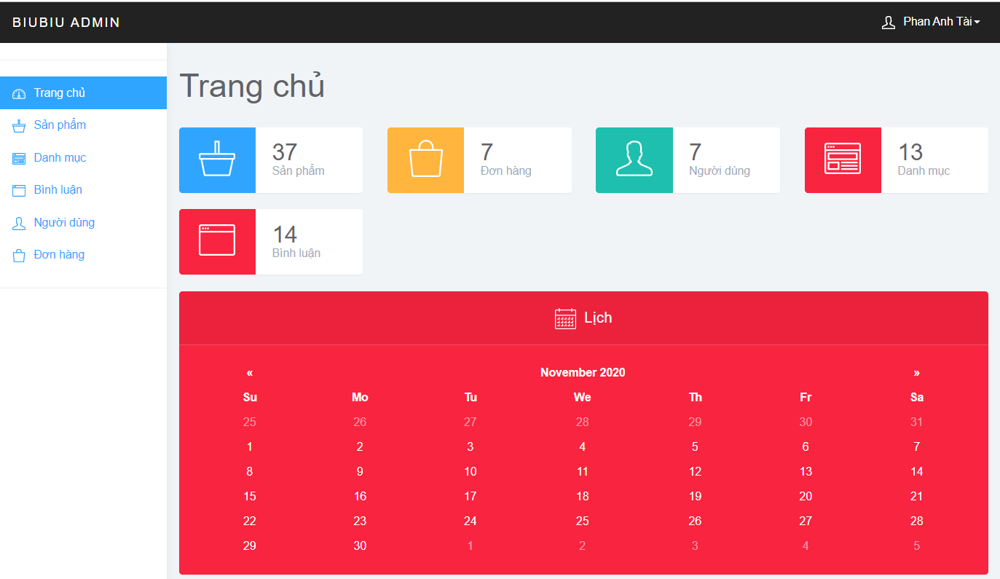 BIUBIU ADMIN
Phan Anh Tài
Trang chủ
Sản phẩm
Danh mục
Bình luận
Người dùng
Đơn hàng
Trang chủ
37
Sản phẩm
7
Đơn hàng
7
Người dùng
13
Danh mục
14
Bình luận
Lịch
« November 2020 »
Su Mo Tu We Th Fr Sa
25 26 27 28 29 30 31
1 2 3 4 5 6 7
8 9 10 11 12 13 14
15 16 17 18 19 20 21
22 23 24 25 26 27 28
29 30 1 2 3 4 5